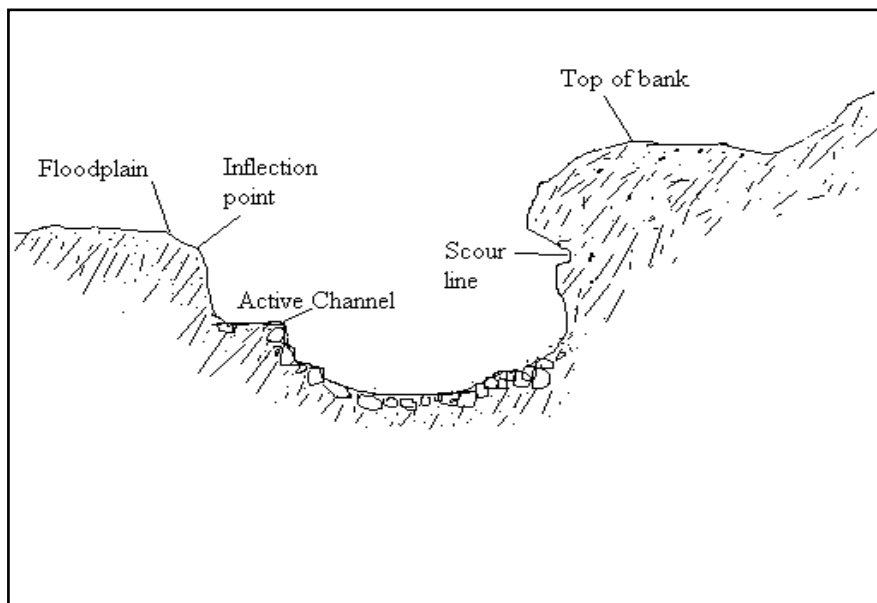 Top of bank
Floodplain
Inflection
point
Scour
line
Active Channel